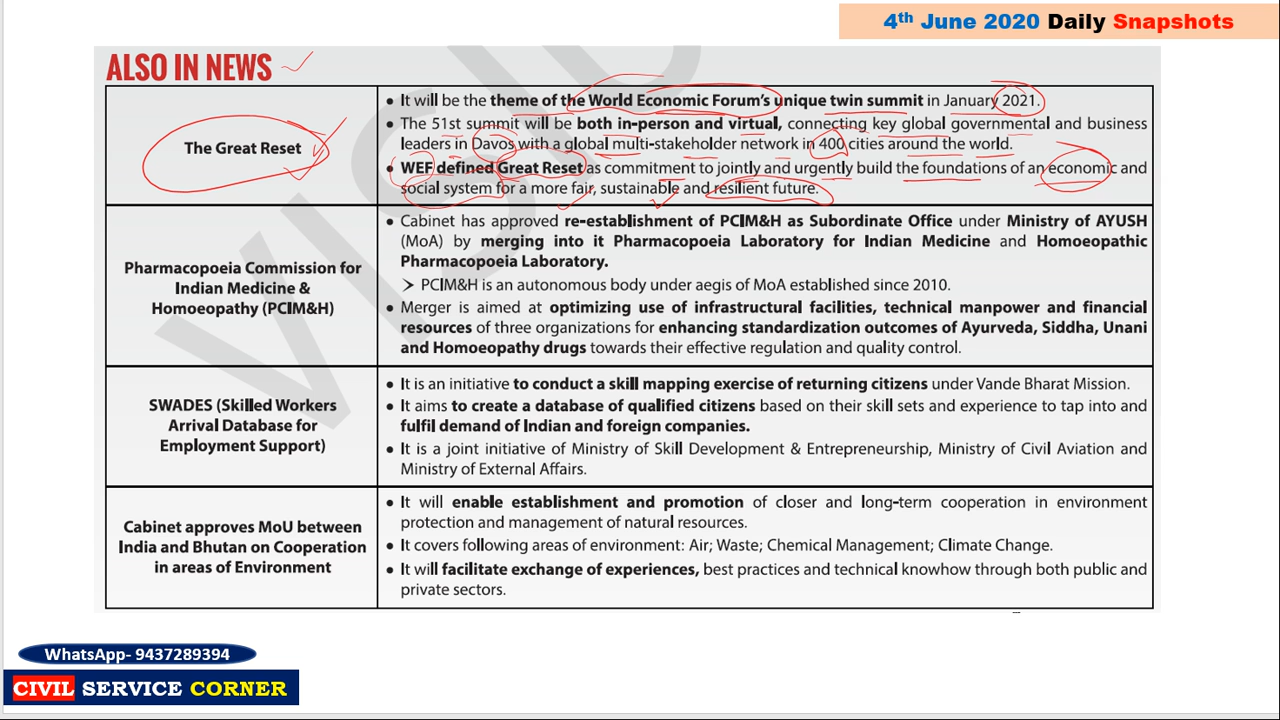 4th June 2020 Daily Snapshots
ALSO IN NEWS
The Great Reset
• It will be the theme of the World Economic Forum's unique twin summit in January 2021.
• The 51st summit will be both in-person and virtual, connecting key global governmental and business
leaders in Davos with a global multi-stakeholder network in 400 cities around the world.
• WEF defined Great Reset as commitment to jointly and urgently build the foundations of an economic and
social system for a more fair, sustainable and resilient future.
Pharmacopoeia Commission for
Indian Medicine &
Homoeopathy (PCIM&H)
• Cabinet has approved re-establishment of PCIM&H as Subordinate Office under Ministry of AYUSH
(MoA) by merging into it Pharmacopoeia Laboratory for Indian Medicine and Homoeopathic
Pharmacopoeia Laboratory.
➢ PCIM&H is an autonomous body under aegis of MoA established since 2010.
• Merger is aimed at optimizing use of infrastructural facilities, technical manpower and financial
resources of three organizations for enhancing standardization outcomes of Ayurveda, Siddha, Unani
and Homoeopathy drugs towards their effective regulation and quality control.
SWADES (Skilled Workers
Arrival Database for
Employment Support)
• It is an initiative to conduct a skill mapping exercise of returning citizens under Vande Bharat Mission.
• It aims to create a database of qualified citizens based on their skill sets and experience to tap into and
fulfil demand of Indian and foreign companies.
• It is a joint initiative of Ministry of Skill Development & Entrepreneurship, Ministry of Civil Aviation and
Ministry of External Affairs.
Cabinet approves MoU between
India and Bhutan on Cooperation
in areas of Environment
• It will enable establishment and promotion of closer and long-term cooperation in environment
protection and management of natural resources.
• It covers following areas of environment: Air; Waste; Chemical Management; Climate Change.
• It will facilitate exchange of experiences, best practices and technical knowhow through both public and
private sectors.
WhatsApp- 9437289394
CIVIL SERVICE CORNER